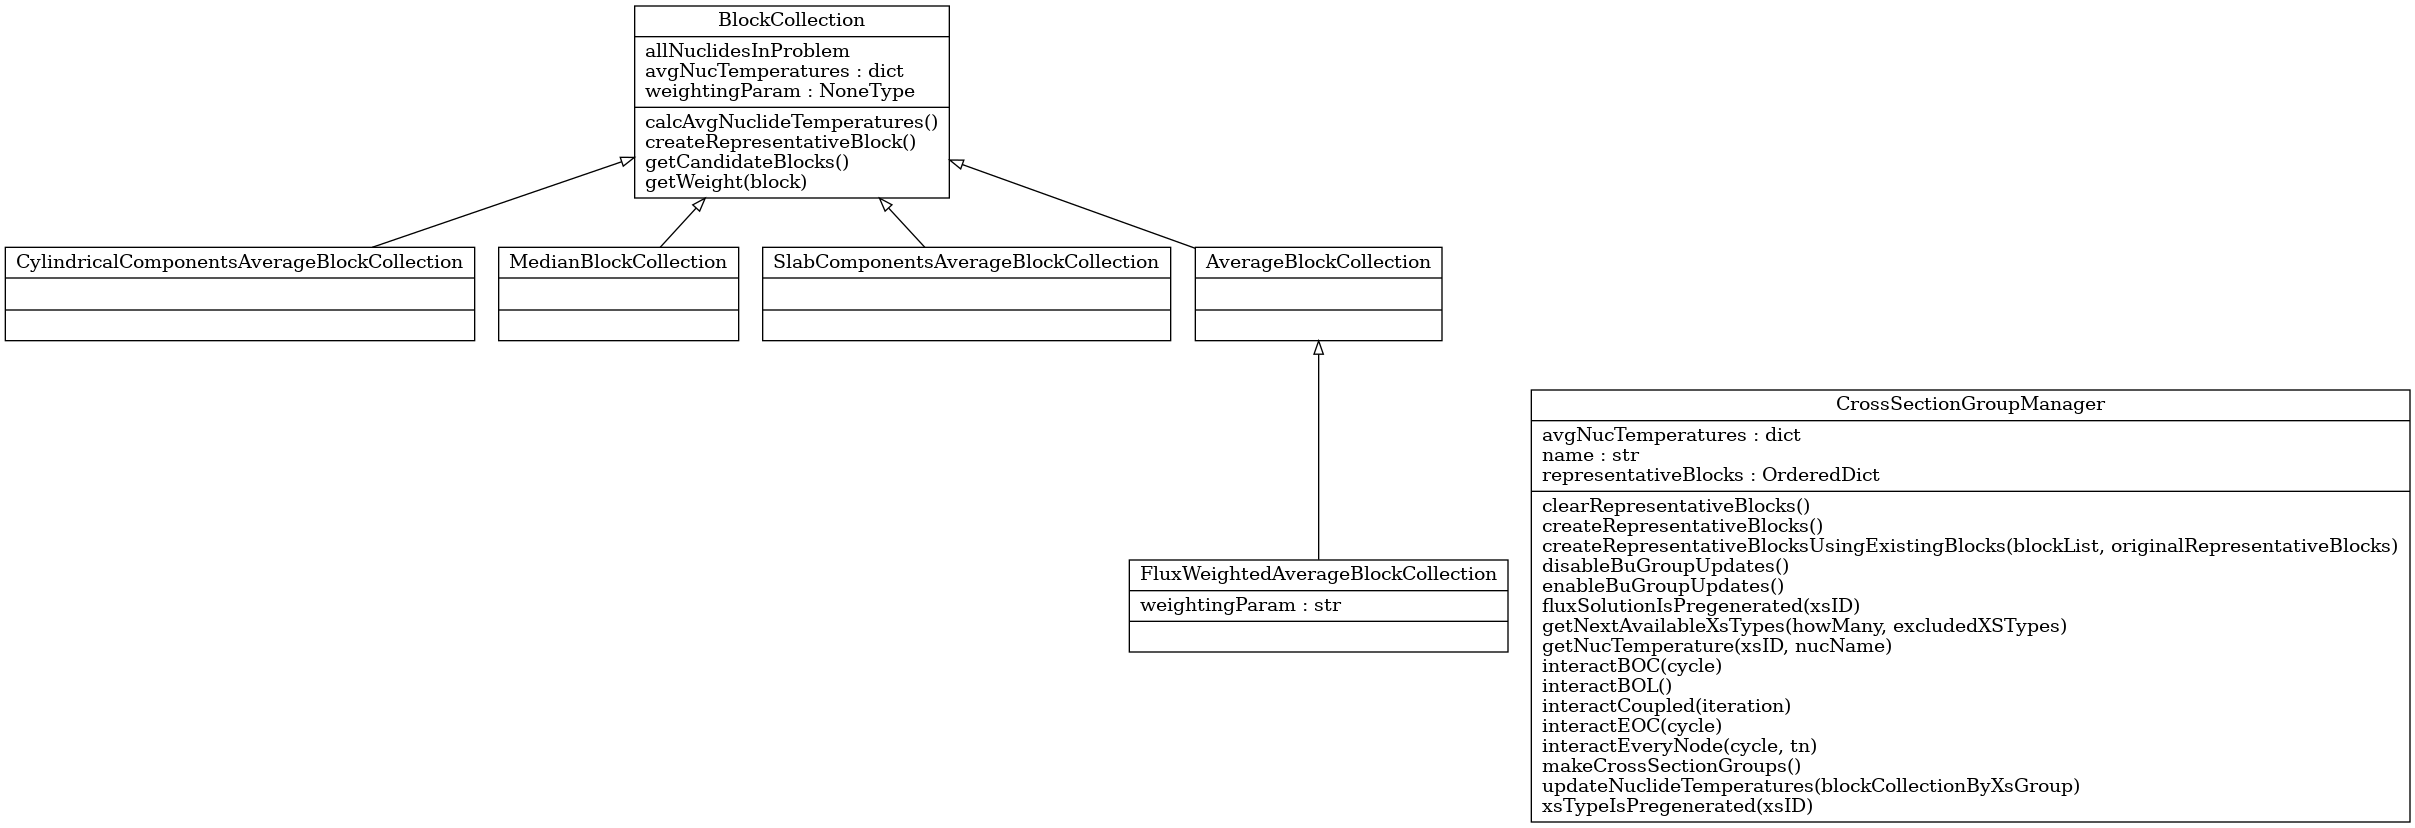 BlockCollection
allNuclidesInProblem
avgNucTemperatures : dict
weightingParam : NoneType
calcAvgNuclideTemperatures()
createRepresentativeBlock()
getCandidateBlocks()
getWeight(block)
CylindricalComponentsAverageBlockCollection
MedianBlockCollection
SlabComponentsAverageBlockCollection
AverageBlockCollection
FluxWeightedAverageBlockCollection
weightingParam : str
CrossSectionGroupManager
avgNucTemperatures : dict
name : str
representativeBlocks : OrderedDict
clearRepresentativeBlocks()
createRepresentativeBlocks()
createRepresentativeBlocksUsingExistingBlocks(blockList, originalRepresentativeBlocks)
disableBuGroupUpdates()
enableBuGroupUpdates()
fluxSolutionIsPregenerated(xsID)
getNextAvailableXsTypes(howMany, excludedXSTypes)
getNucTemperature(xsID, nucName)
interactBOC(cycle)
interactBOL()
interactCoupled(iteration)
interactEOC(cycle)
interactEveryNode(cycle, tn)
makeCrossSectionGroups()
updateNuclideTemperatures(blockCollectionByXsGroup)
xsTypeIsPregenerated(xsID)